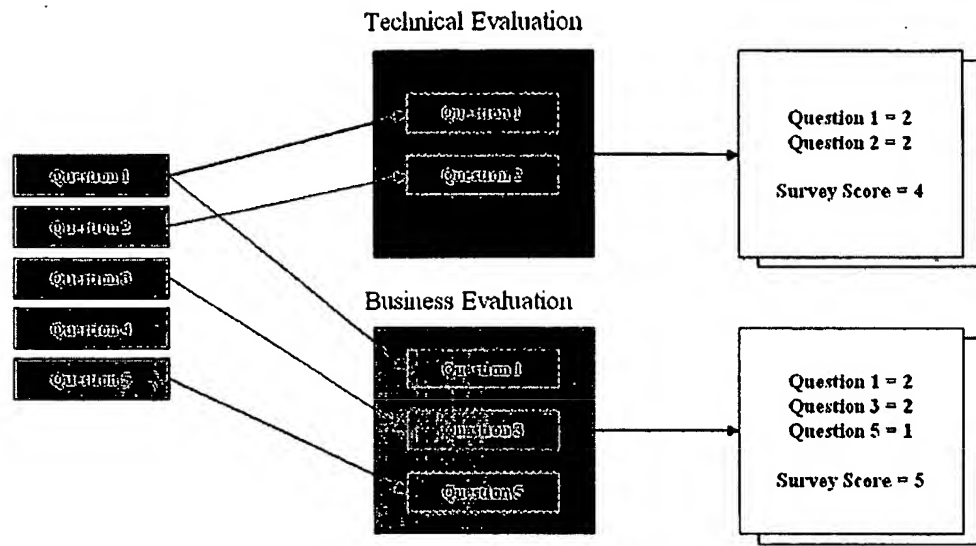 Technical Evaluation
Question 1
Question 2
Question 1 = 2
Question 2 = 2
Survey Score = 4
Question 1
Question 2
Question 3
Question 4
Question 5
Business Evaluation
Question 1
Question 3
Question 5
Question 1 = 2
Question 3 = 2
Question 5 = 1
Survey Score = 5